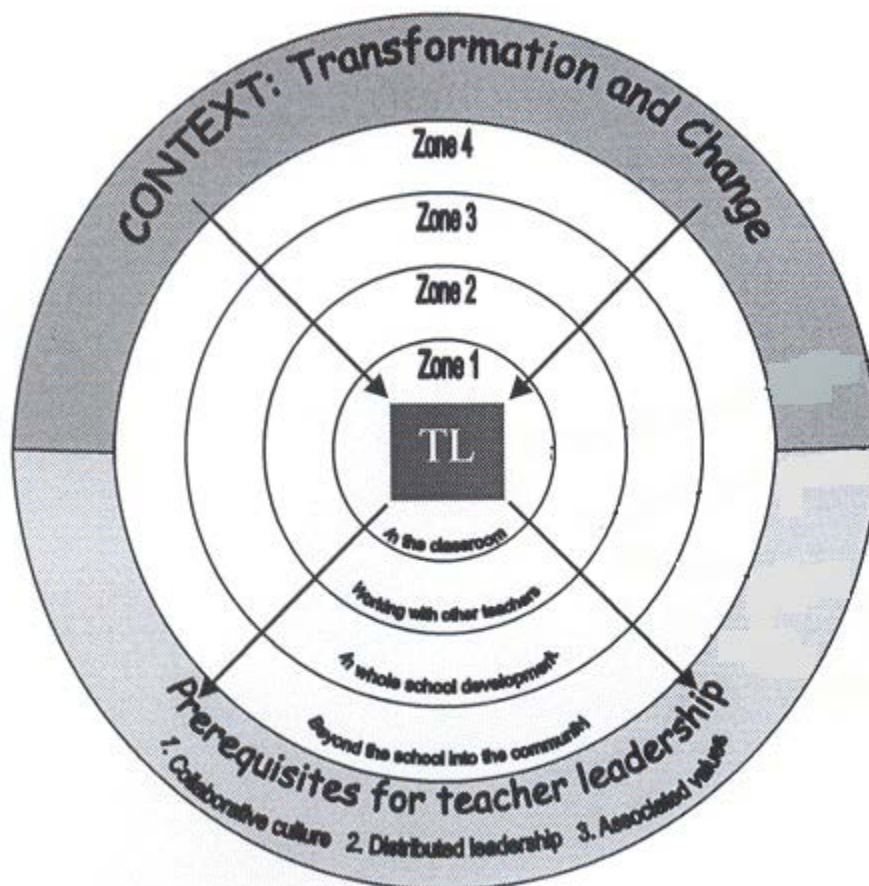 CONTEXT: Transformation and Change
Zone 4
Zone 3
Zone 2
Zone 1
TL
In the classroom
Working with other teachers
In whole school development
Beyond the school into the community
Prerequisites for teacher leadership
1. Collaborative culture 2. Distributed leadership 3. Associated values